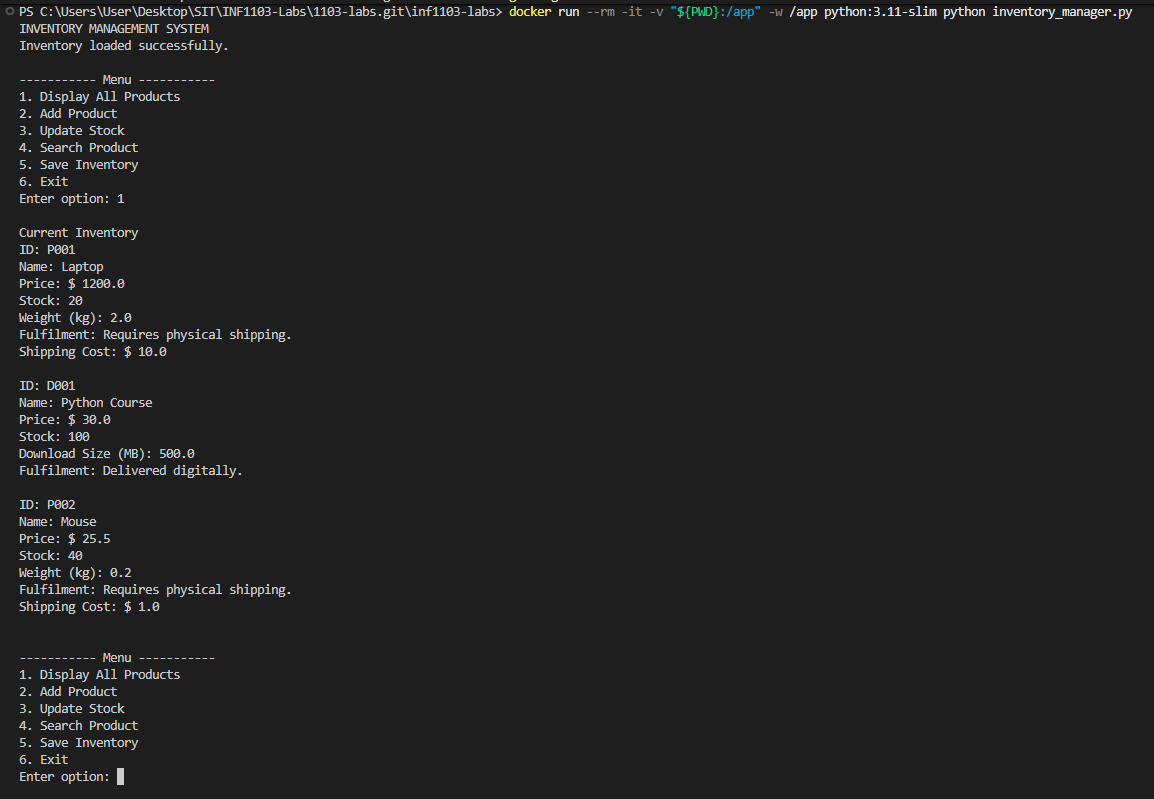 PS C:\Users\User\Desktop\SIT\INF1103-Labs\1103-labs.git\inf1103-labs> docker run --rm -it -v "${PWD}:/app" -w /app python:3.11-slim python inventory_manager.py
INVENTORY MANAGEMENT SYSTEM
Inventory loaded successfully.

----------- Menu -----------
1. Display All Products
2. Add Product
3. Update Stock
4. Search Product
5. Save Inventory
6. Exit
Enter option: 1

Current Inventory
ID: P001
Name: Laptop
Price: $ 1200.0
Stock: 20
Weight (kg): 2.0
Fulfilment: Requires physical shipping.
Shipping Cost: $ 10.0

ID: D001
Name: Python Course
Price: $ 30.0
Stock: 100
Download Size (MB): 500.0
Fulfilment: Delivered digitally.

ID: P002
Name: Mouse
Price: $ 25.5
Stock: 40
Weight (kg): 0.2
Fulfilment: Requires physical shipping.
Shipping Cost: $ 1.0


----------- Menu -----------
1. Display All Products
2. Add Product
3. Update Stock
4. Search Product
5. Save Inventory
6. Exit
Enter option: